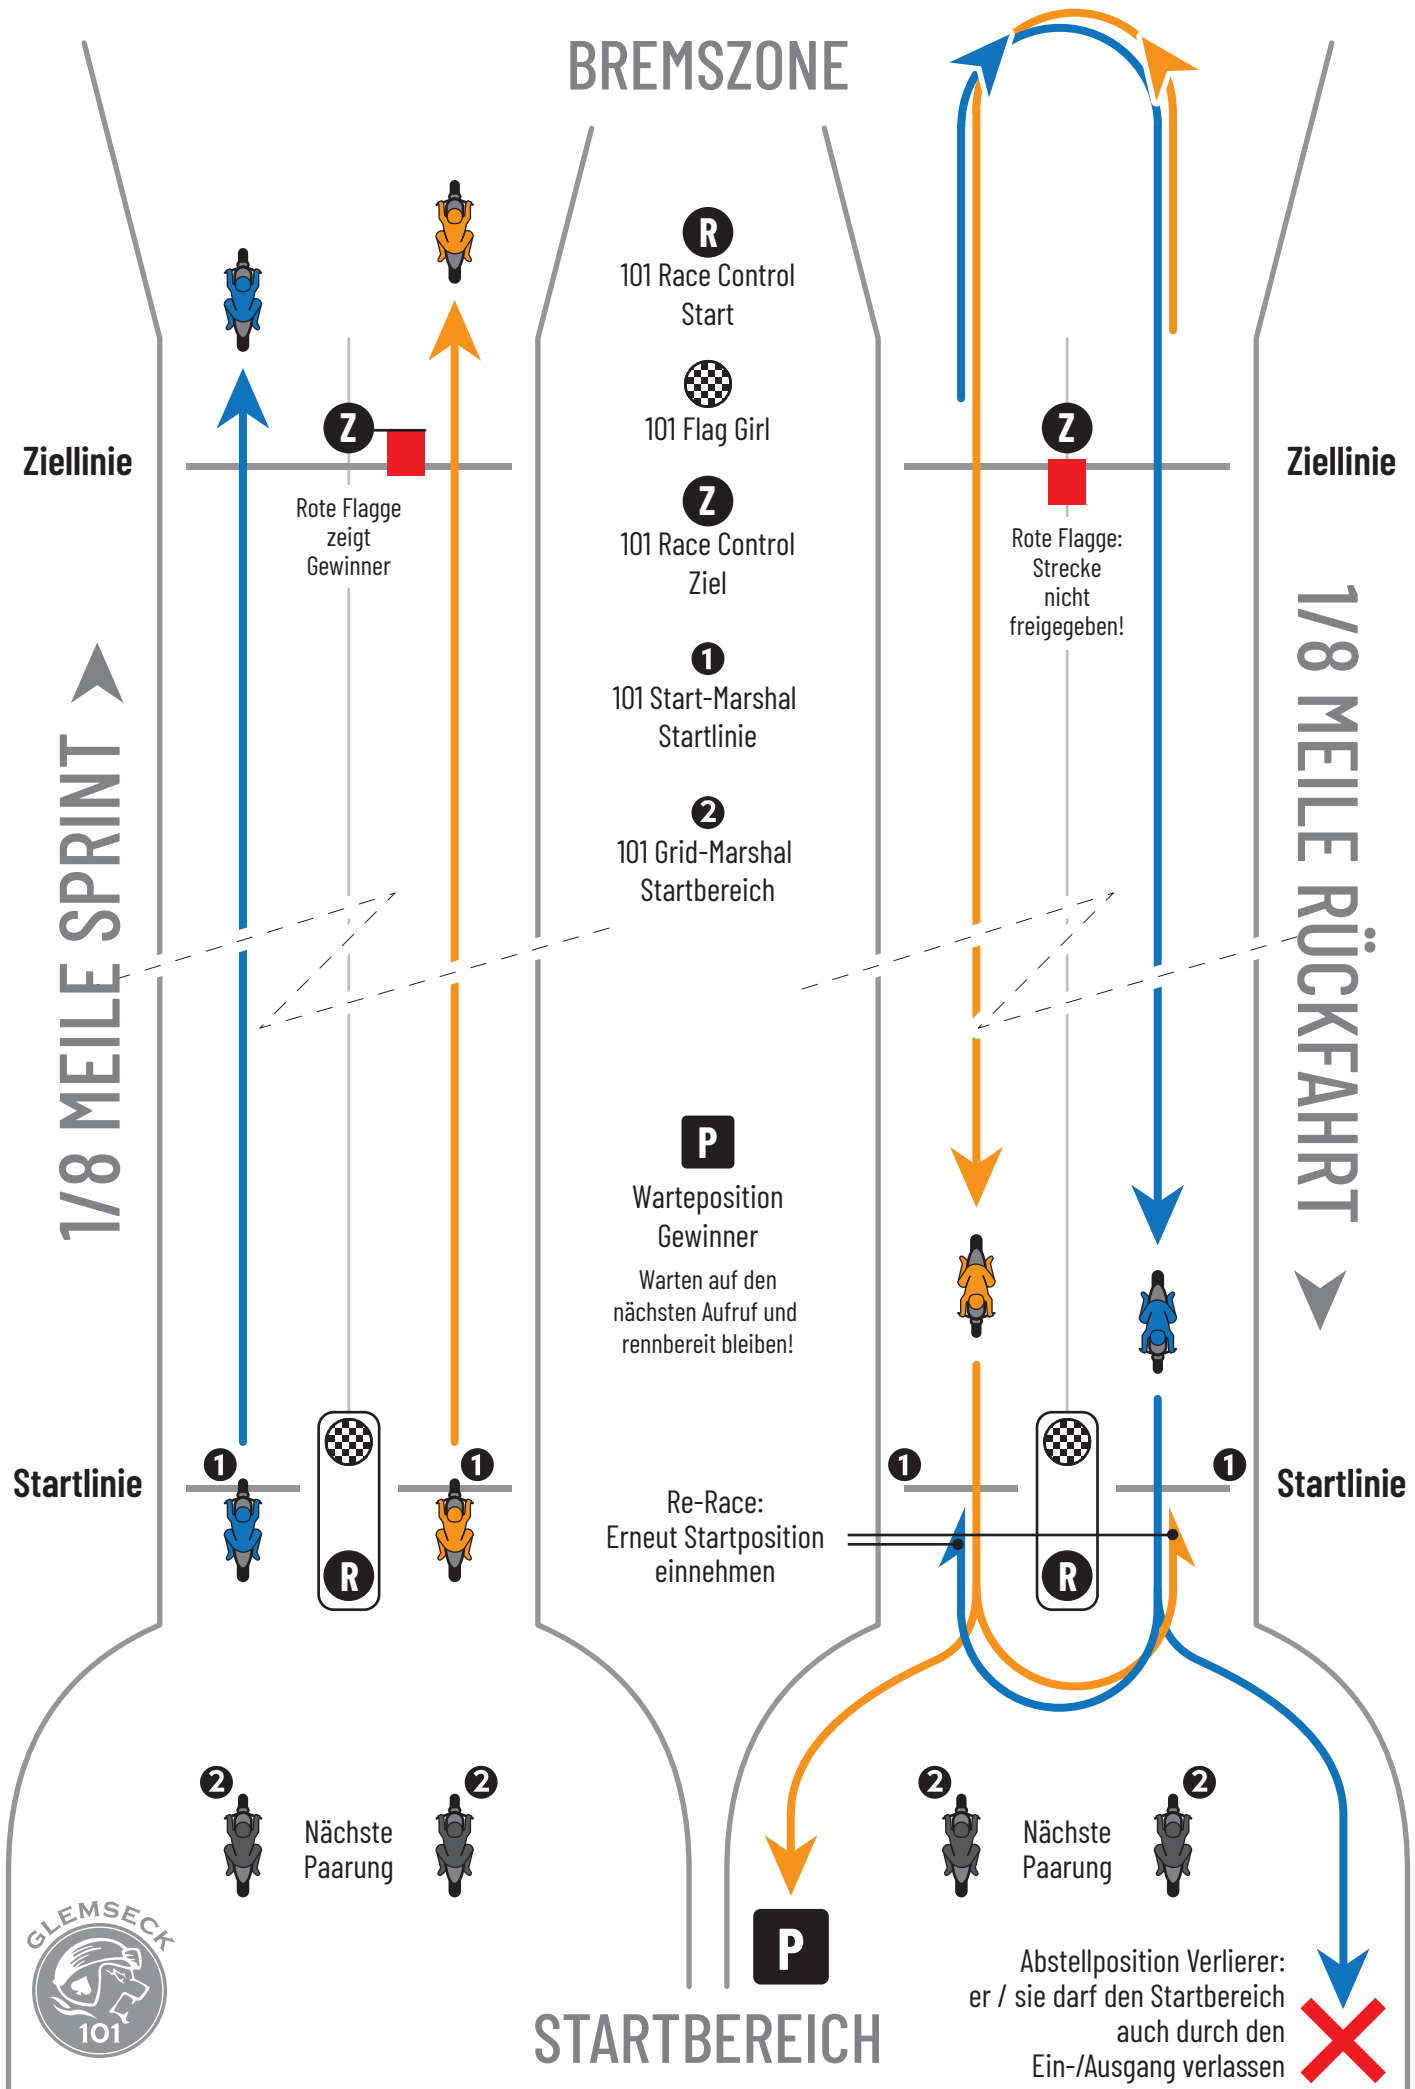 BREMSZONE
R
101 Race Control
Start
101 Flag Girl
Z
101 Race Control
Ziel
1
101 Start-Marshal
Startlinie
2
101 Grid-Marshal
Startbereich
Z
Ziellinie
Rote Flagge
zeigt
Gewinner
1/8 MEILE SPRINT
Z
Ziellinie
Rote Flagge:
Strecke
nicht
freigegeben!
1/8 MEILE RÜCKFAHRT
P
Warteposition
Gewinner
Warten auf den
nächsten Aufruf und
rennbereit bleiben!
1
1
Startlinie
R
1
1
Startlinie
Re-Race:
Erneut Startposition
einnehmen
R
2
2
Nächste
Paarung
2
2
Nächste
Paarung
GLEMSECK
101
P
STARTBEREICH
Abstellposition Verlierer:
er / sie darf den Startbereich
auch durch den
Ein-/Ausgang verlassen